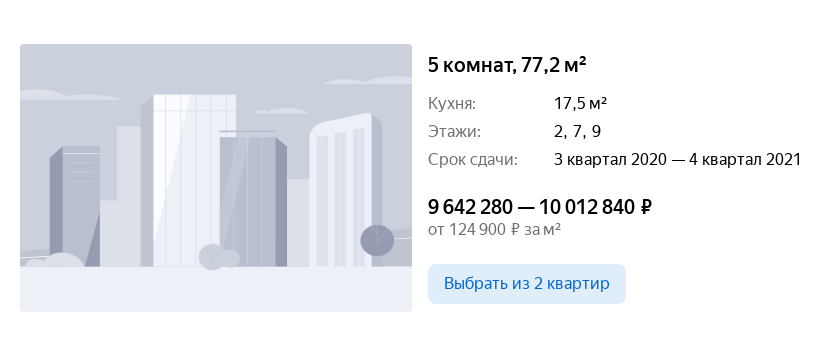 5 комнат, 77,2 м²
Кухня: 17,5 м²
Этажи: 2, 7, 9
Срок сдачи: 3 квартал 2020 — 4 квартал 2021
9 642 280 — 10 012 840 ₽
от 124 900 ₽ за м²
Выбрать из 2 квартир